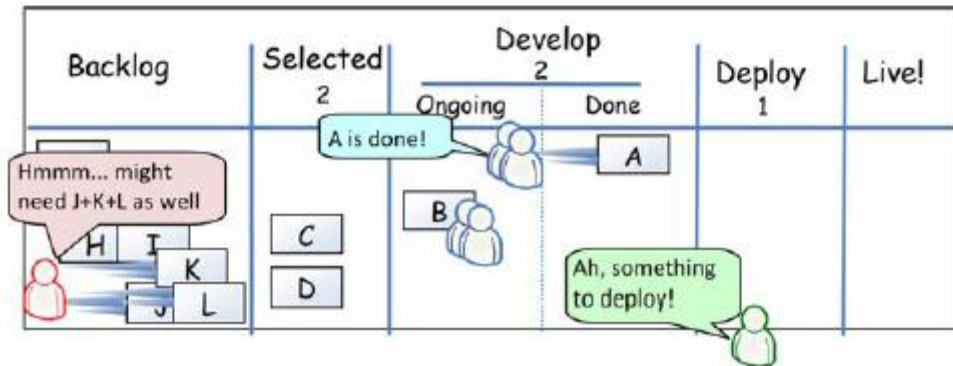 Backlog
Selected
2
Develop
2
Ongoing
Done
Deploy
1
Live!
A is done!
A
Hmmm... might
need J+K+L as well
B
H
I
C
K
D
J
L
Ah, something
to deploy!